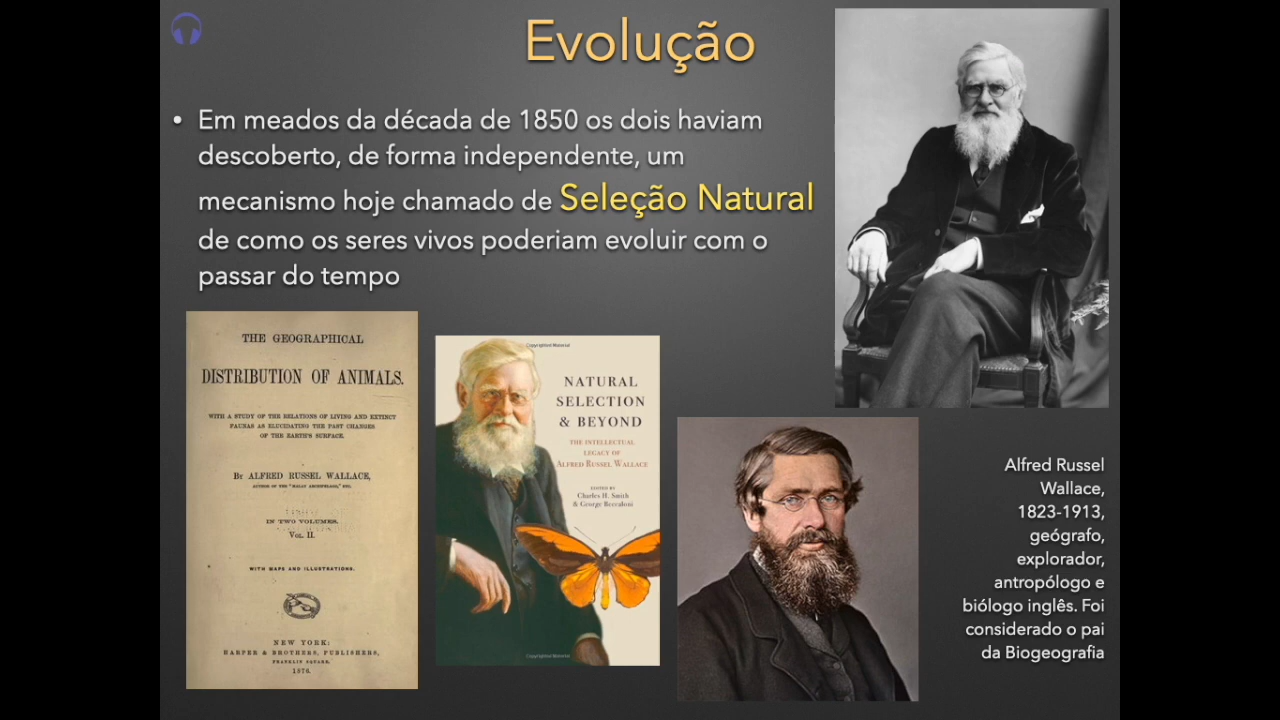 Evolução
• Em meados da década de 1850 os dois haviam
descoberto, de forma independente, um
mecanismo hoje chamado de Seleção Natural
de como os seres vivos poderiam evoluir com o
passar do tempo
THE GEOGRAPHICAL
DISTRIBUTION OF ANIMALS.
WITH A STUDY OF THE RELATIONS OF LIVING AND EXTINCT
FAUNAS AS ELUCIDATING THE PAST CHANGES
OF THE EARTH'S SURFACE.
By ALFRED RUSSEL WALLACE,
AUTHOR OF THE "MALAY ARCHIPELAGO," ETC.
IN TWO VOLUMES.
Vol. II.
WITH MAPS AND ILLUSTRATIONS.
NEW YORK:
HARPER & BROTHERS, PUBLISHERS,
FRANKLIN SQUARE.
1876.
Copyrighted Material
NATURAL
SELECTION
& BEYOND
THE INTELLECTUAL
LEGACY OF
ALFRED RUSSEL WALLACE
EDITED BY
Charles H. Smith
& George Beccaloni
Copyrighted Material
Alfred Russel
Wallace,
1823-1913,
geógrafo,
explorador,
antropólogo e
biólogo inglês. Foi
considerado o pai
da Biogeografia